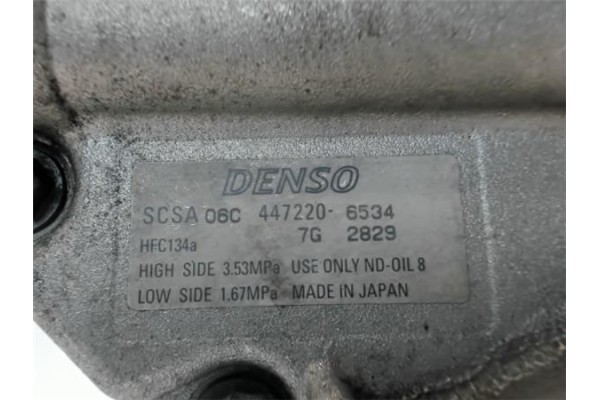 DENSO
SCSA 06C 447220-6534
HFC134a 7G 2829
HIGH SIDE 3.53MPa USE ONLY ND-OIL 8
LOW SIDE 1.67MPa MADE IN JAPAN